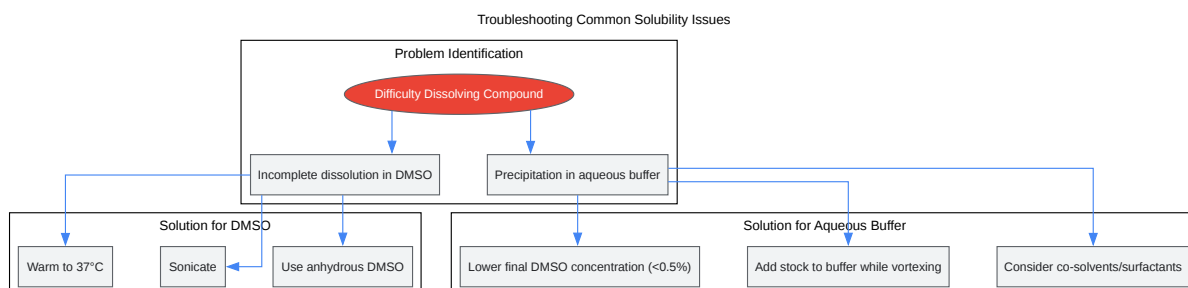 Troubleshooting Common Solubility Issues
Problem Identification
Difficulty Dissolving Compound
Incomplete dissolution in DMSO
Precipitation in aqueous buffer
Solution for DMSO
Solution for Aqueous Buffer
Warm to 37°C
Sonicate
Use anhydrous DMSO
Lower final DMSO concentration (<0.5%)
Add stock to buffer while vortexing
Consider co-solvents/surfactants